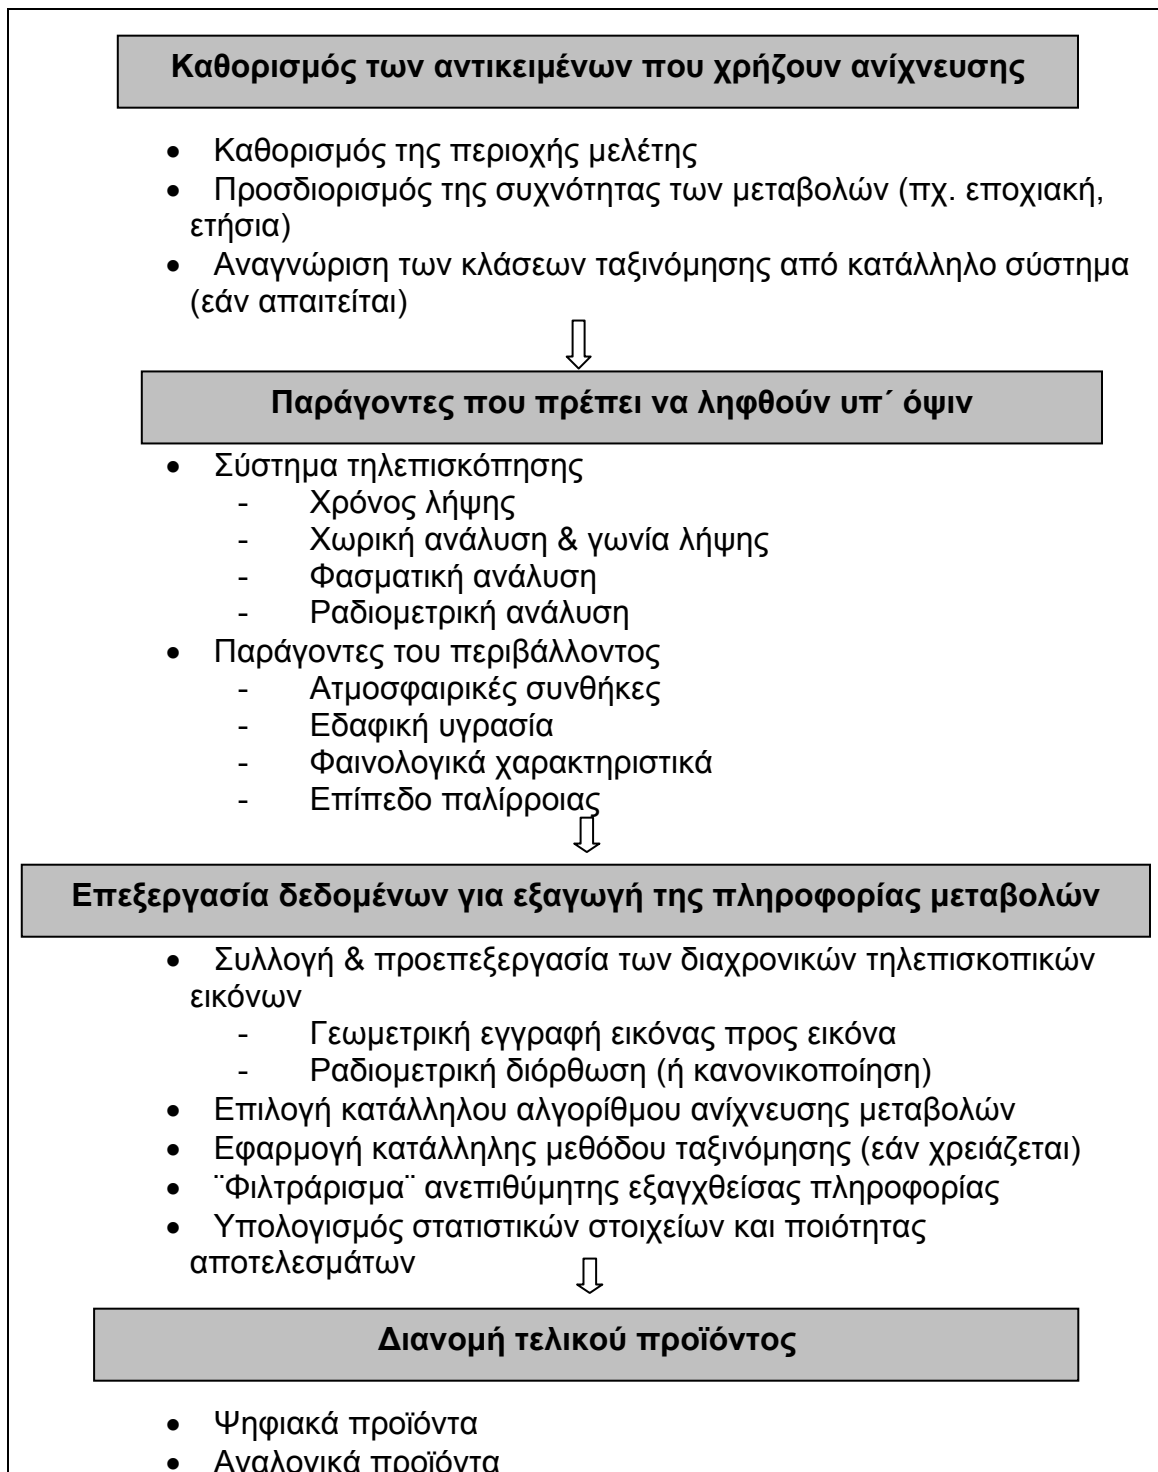 Καθορισμός των αντικειμένων που χρήζουν ανίχνευσης
• Καθορισμός της περιοχής μελέτης
• Προσδιορισμός της συχνότητας των μεταβολών (πχ. εποχιακή,
ετήσια)
• Αναγνώριση των κλάσεων ταξινόμησης από κατάλληλο σύστημα
(εάν απαιτείται)
Παράγοντες που πρέπει να ληφθούν υπ΄ όψιν
• Σύστημα τηλεπισκόπησης
- Χρόνος λήψης
- Χωρική ανάλυση & γωνία λήψης
- Φασματική ανάλυση
- Ραδιομετρική ανάλυση
• Παράγοντες του περιβάλλοντος
- Ατμοσφαιρικές συνθήκες
- Εδαφική υγρασία
- Φαινολογικά χαρακτηριστικά
- Επίπεδο παλίρροιας
Επεξεργασία δεδομένων για εξαγωγή της πληροφορίας μεταβολών
• Συλλογή & προεπεξεργασία των διαχρονικών τηλεπισκοπικών
εικόνων
- Γεωμετρική εγγραφή εικόνας προς εικόνα
- Ραδιομετρική διόρθωση (ή κανονικοποίηση)
• Επιλογή κατάλληλου αλγορίθμου ανίχνευσης μεταβολών
• Εφαρμογή κατάλληλης μεθόδου ταξινόμησης (εάν χρειάζεται)
• ¨Φιλτράρισμα¨ ανεπιθύμητης εξαγχθείσας πληροφορίας
• Υπολογισμός στατιστικών στοιχείων και ποιότητας
αποτελεσμάτων
Διανομή τελικού προϊόντος
• Ψηφιακά προϊόντα
• Αναλογικά προϊόντα